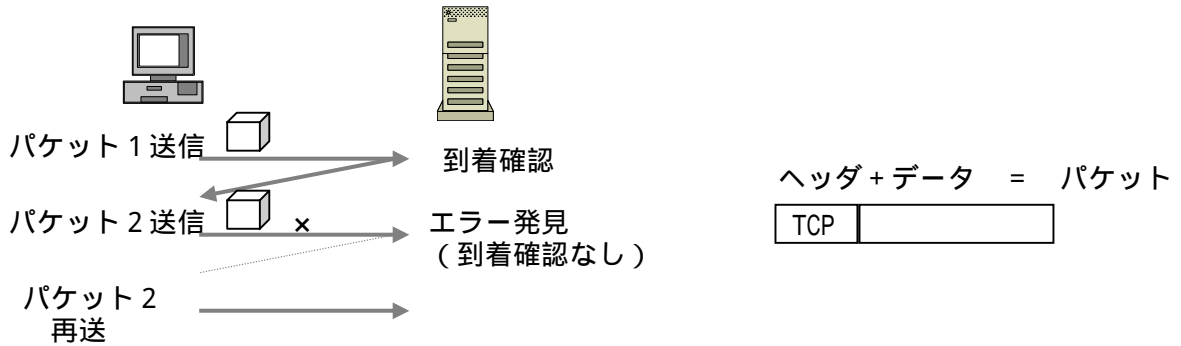 パケット1送信
到着確認
パケット2送信
×
エラー発見
(到着確認なし)
パケット2
再送
ヘッダ+データ = パケット
TCP